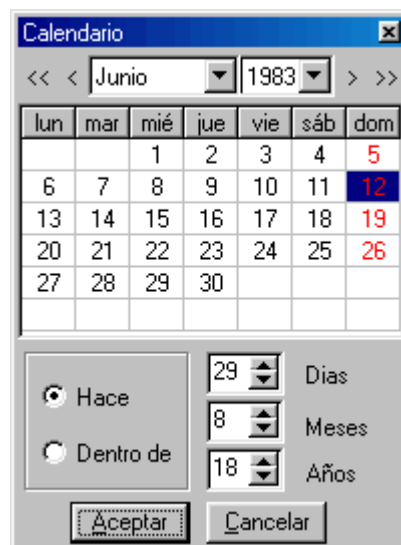 Calendario
<< < Junio 1983 > >>
lun mar mié jue vie sáb dom
1 2 3 4 5
6 7 8 9 10 11 12
13 14 15 16 17 18 19
20 21 22 23 24 25 26
27 28 29 30
29 Dias
Hace
8 Meses
Dentro de
18 Años
Aceptar Cancelar